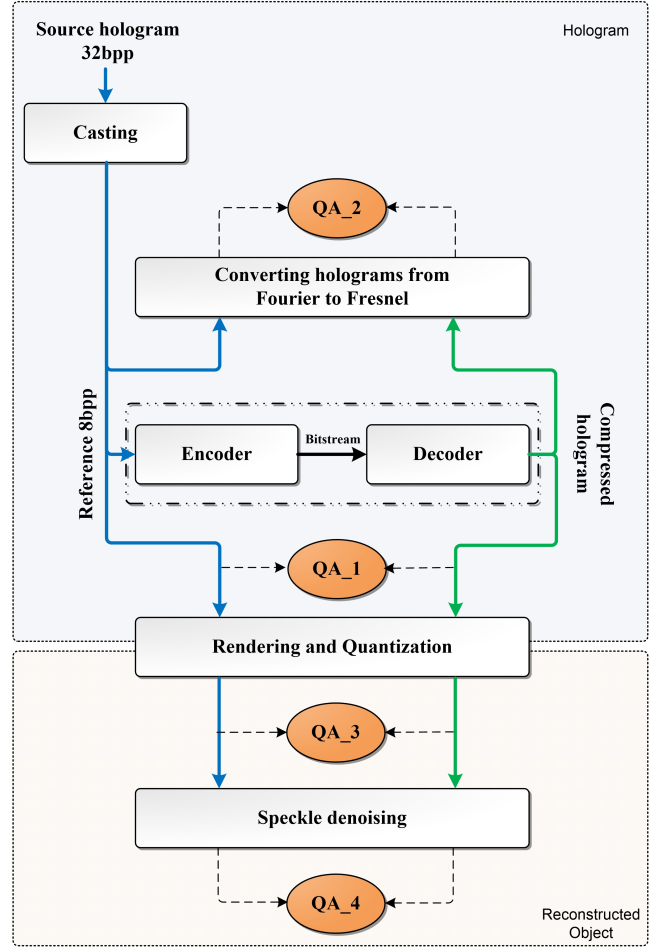 Source hologram
32bpp
Hologram
Casting
QA_2
Converting holograms from
Fourier to Fresnel
Reference 8bpp
Encoder
Bitstream
Decoder
Compressed
hologram
QA_1
Rendering and Quantization
QA_3
Speckle denoising
QA_4
Reconstructed
Object